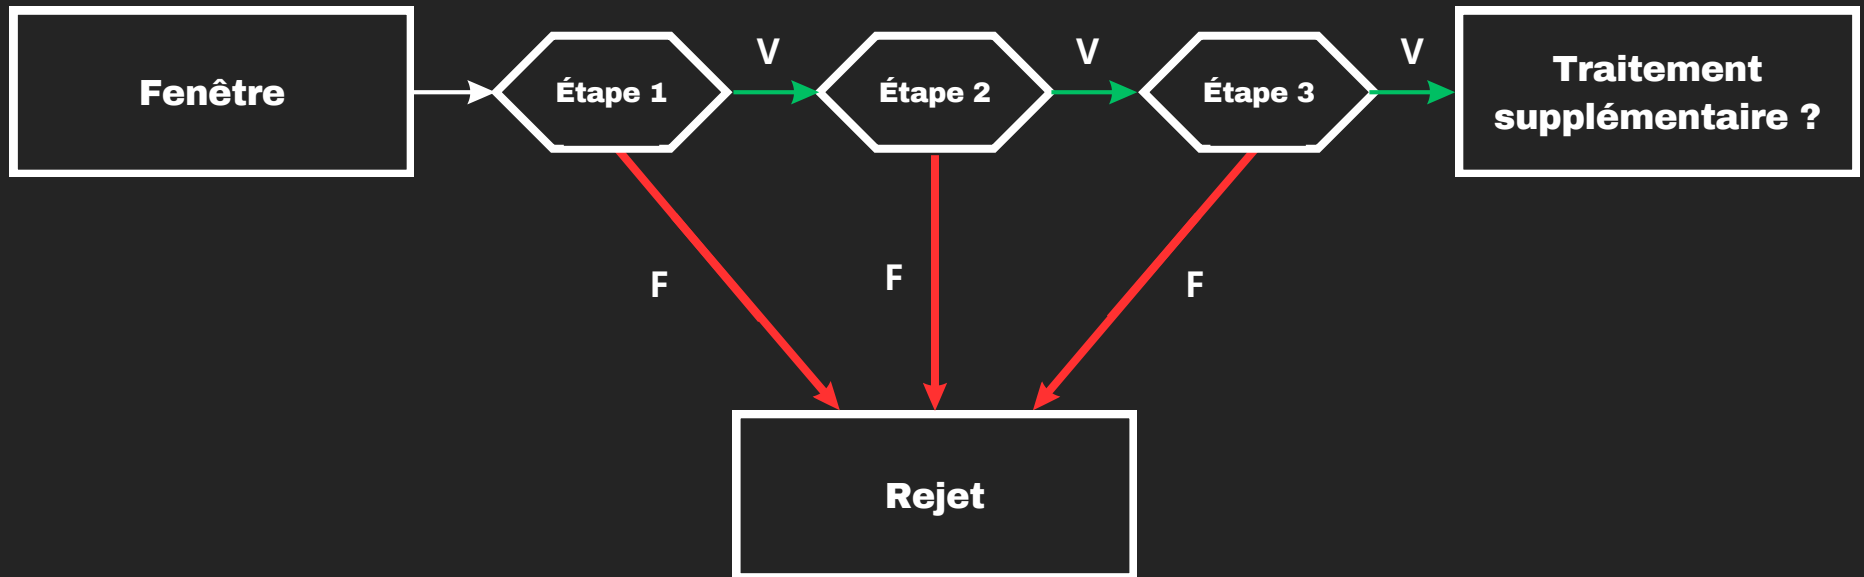 Fenêtre
Étape 1
V
Étape 2
V
Étape 3
V
Traitement
supplémentaire ?
F
F
F
Rejet